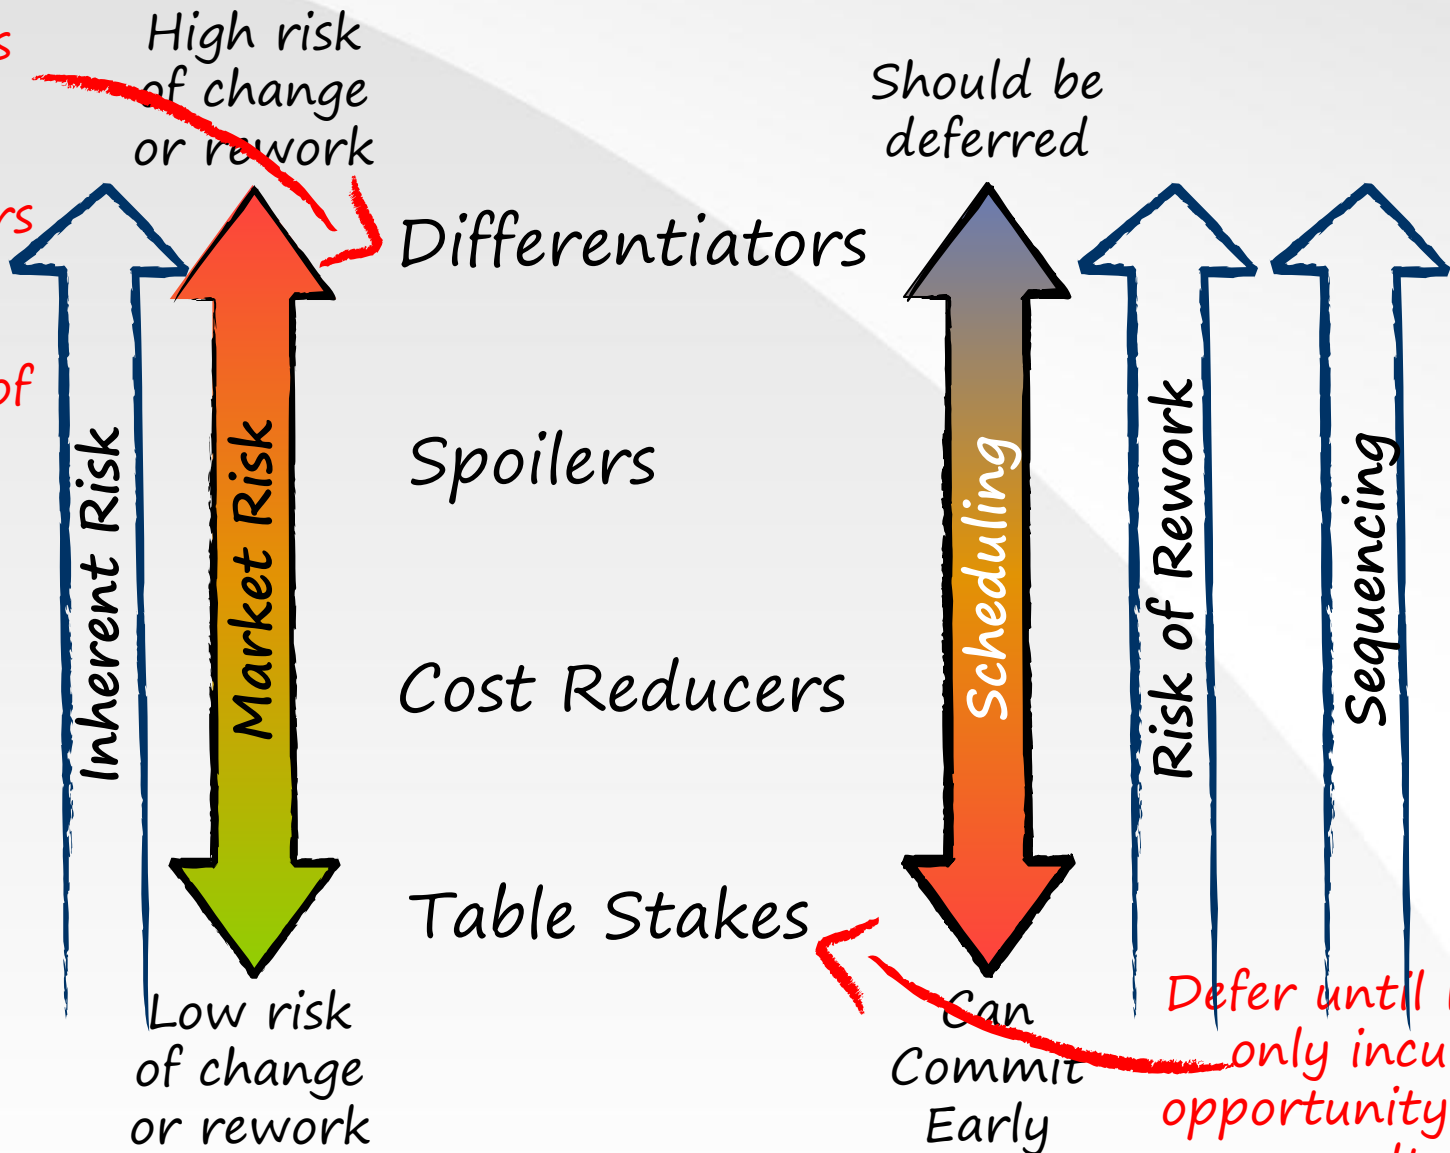 High risk
of change
or rework
Should be
deferred
Differentiators
Spoilers
Cost Reducers
Table Stakes
Inherent Risk
Market Risk
Scheduling
Risk of Rework
Sequencing
of
Low risk
of change
or rework
Can
Commit
Early
Defer until
only
opportunity